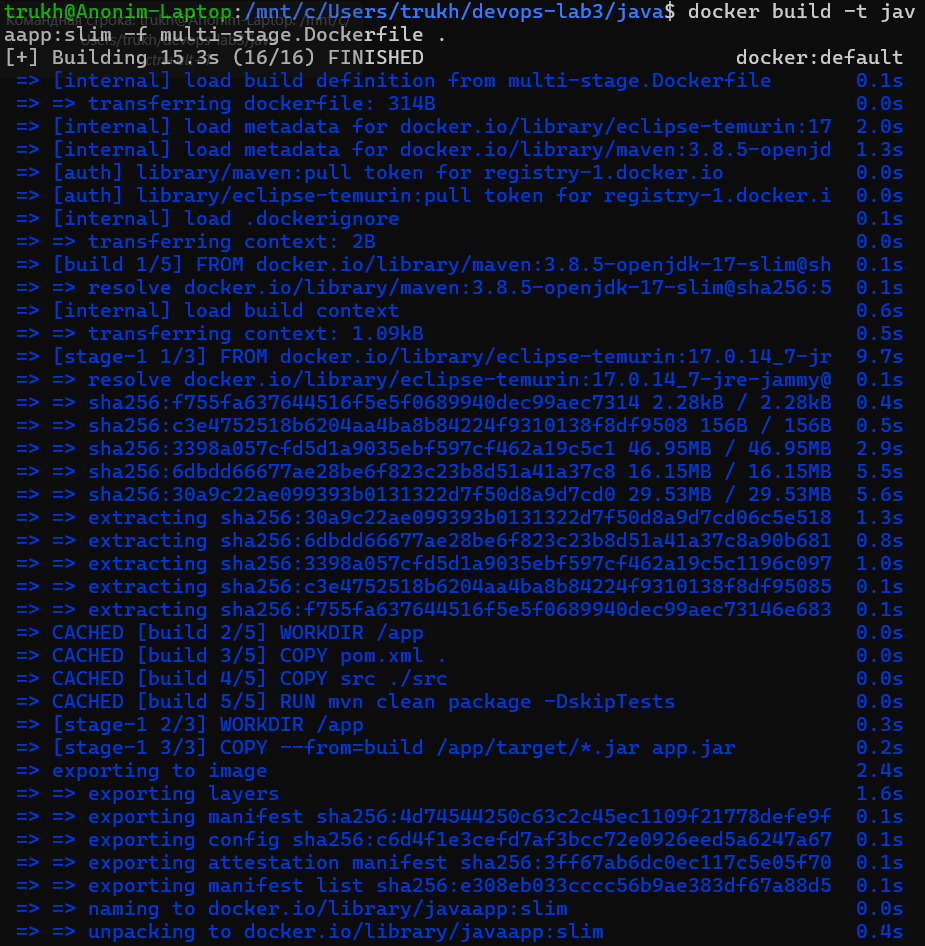 trukh@Anonim-Laptop:/mnt/c/Users/trukh/devops-lab3/java$ docker build -t jav
aapp:slim -f multi-stage.Dockerfile .
[+] Building 15.3s (16/16) FINISHED docker:default
=> [internal] load build definition from multi-stage.Dockerfile 0.1s
=> => transferring dockerfile: 314B 0.0s
=> [internal] load metadata for docker.io/library/eclipse-temurin:17 2.0s
=> [internal] load metadata for docker.io/library/maven:3.8.5-openjd 1.3s
=> [auth] library/maven:pull token for registry-1.docker.io 0.0s
=> [auth] library/eclipse-temurin:pull token for registry-1.docker.i 0.0s
=> [internal] load .dockerignore 0.1s
=> => transferring context: 2B 0.0s
=> [build 1/5] FROM docker.io/library/maven:3.8.5-openjdk-17-slim@sh 0.1s
=> => resolve docker.io/library/maven:3.8.5-openjdk-17-slim@sha256:5 0.1s
=> [internal] load build context 0.6s
=> => transferring context: 1.09kB 0.5s
=> [stage-1 1/3] FROM docker.io/library/eclipse-temurin:17.0.14_7-jr 9.7s
=> => resolve docker.io/library/eclipse-temurin:17.0.14_7-jre-jammy@ 0.1s
=> => sha256:f755fa637644516f5e5f0689940dec99aec7314 2.28kB / 2.28kB 0.4s
=> => sha256:c3e4752518b6204aa4ba8b84224f9310138f8df9508 156B / 156B 0.5s
=> => sha256:3398a057cfd5d1a9035ebf597cf462a19c5c1 46.95MB / 46.95MB 2.9s
=> => sha256:6dbdd66677ae28be6f823c23b8d51a41a37c8 16.15MB / 16.15MB 5.5s
=> => sha256:30a9c22ae099393b0131322d7f50d8a9d7cd0 29.53MB / 29.53MB 5.6s
=> => extracting sha256:30a9c22ae099393b0131322d7f50d8a9d7cd06c5e518 1.3s
=> => extracting sha256:6dbdd66677ae28be6f823c23b8d51a41a37c8a90b681 0.8s
=> => extracting sha256:3398a057cfd5d1a9035ebf597cf462a19c5c1196c097 1.0s
=> => extracting sha256:c3e4752518b6204aa4ba8b84224f9310138f8df95085 0.1s
=> => extracting sha256:f755fa637644516f5e5f0689940dec99aec73146e683 0.1s
=> CACHED [build 2/5] WORKDIR /app 0.0s
=> CACHED [build 3/5] COPY pom.xml . 0.0s
=> CACHED [build 4/5] COPY src ./src 0.0s
=> CACHED [build 5/5] RUN mvn clean package -DskipTests 0.0s
=> [stage-1 2/3] WORKDIR /app 0.3s
=> [stage-1 3/3] COPY --from=build /app/target/*.jar app.jar 0.2s
=> exporting to image 2.4s
=> => exporting layers 1.6s
=> => exporting manifest sha256:4d74544250c63c2c45ec1109f21778defe9f 0.1s
=> => exporting config sha256:c6d4f1e3cefd7af3bcc72e0926eed5a6247a67 0.1s
=> => exporting attestation manifest sha256:3ff67ab6dc0ec117c5e05f70 0.1s
=> => exporting manifest list sha256:e308eb033cccc56b9ae383df67a88d5 0.1s
=> => naming to docker.io/library/javaapp:slim 0.0s
=> => unpacking to docker.io/library/javaapp:slim 0.4s